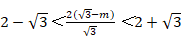 2 − √3 < 2(√3−m)/√3 < 2 + √3